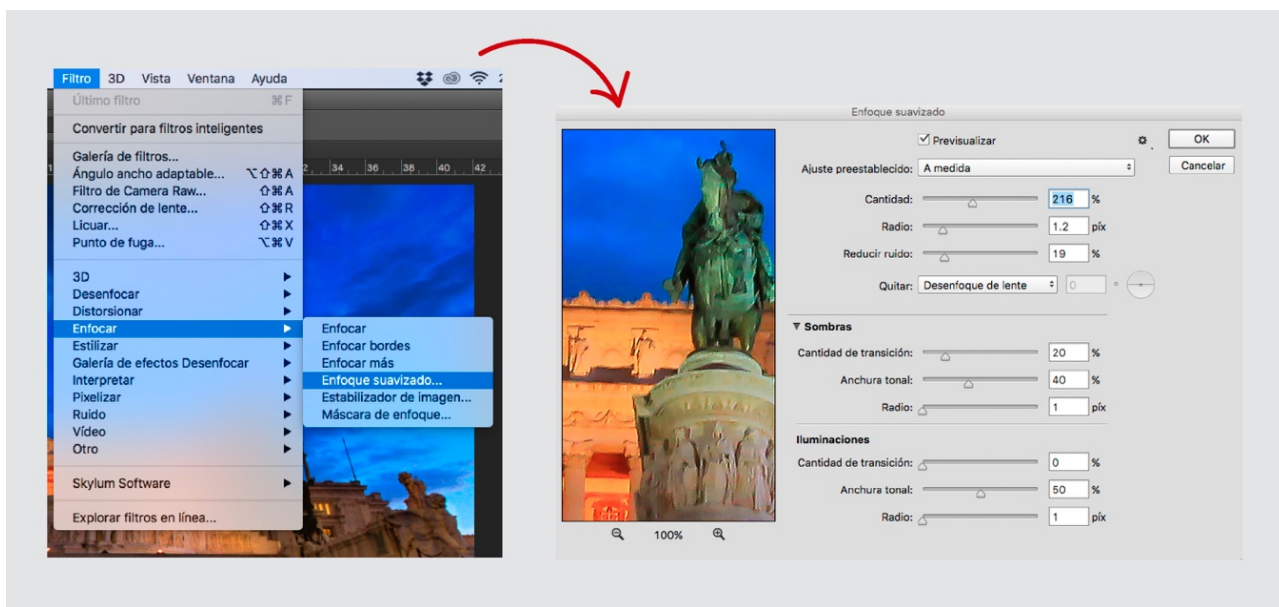 Filtro 3D Vista Ventana Ayuda
Último filtro ⌘ F
Convertir para filtros inteligentes
Galería de filtros...
Ángulo ancho adaptable... ⌥⇧⌘A
Filtro de Camera Raw... ⇧⌘A
Corrección de lente... ⇧⌘R
Licuar... ⇧⌘X
Punto de fuga... ⌥⌘V
3D
Desenfocar
Distorsionar
Enfocar
Estilizar
Galería de efectos Desenfocar
Interpretar
Pixelizar
Ruido
Vídeo
Otro
Skylum Software
Explorar filtros en línea...
34 36 38 40 42
Enfocar
Enfocar bordes
Enfocar más
Enfoque suavizado...
Estabilizador de imagen...
Máscara de enfoque...
Enfoque suavizado
Previsualizar
OK
Ajuste preestablecido: A medida
Cancelar
Cantidad: 216 %
Radio: 1.2 píx
Reducir ruido: 19 %
Quitar: Desenfoque de lente 0 °
Sombras
Cantidad de transición: 20 %
Anchura tonal: 40 %
Radio: 1 píx
Iluminaciones
Cantidad de transición: 0 %
Anchura tonal: 50 %
Radio: 1 píx
100%